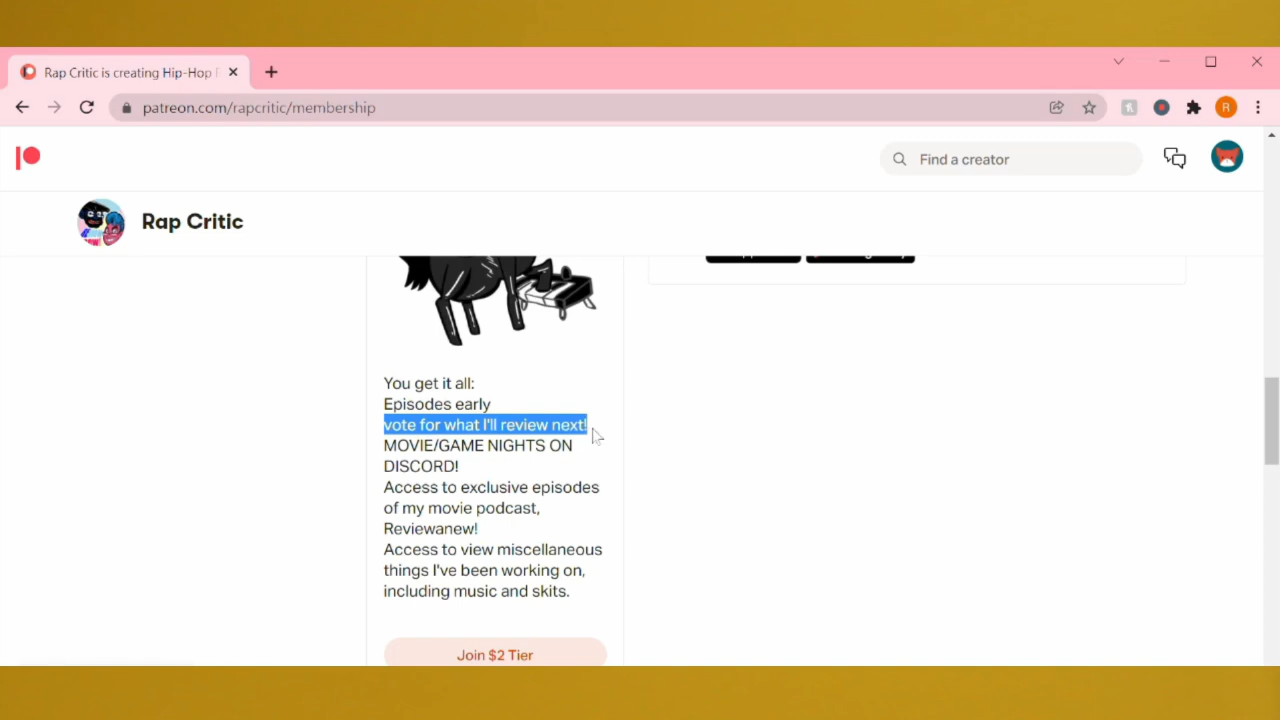 Rap Critic is creating Hip-Hop
patreon.com/rapcritic/membership
R
Find a creator
Rap Critic
You get it all:
Episodes early
vote for what I'll review next!
MOVIE/GAME NIGHTS ON
DISCORD!
Access to exclusive episodes
of my movie podcast,
Reviewanew!
Access to view miscellaneous
things I've been working on,
including music and skits.
Join $2 Tier